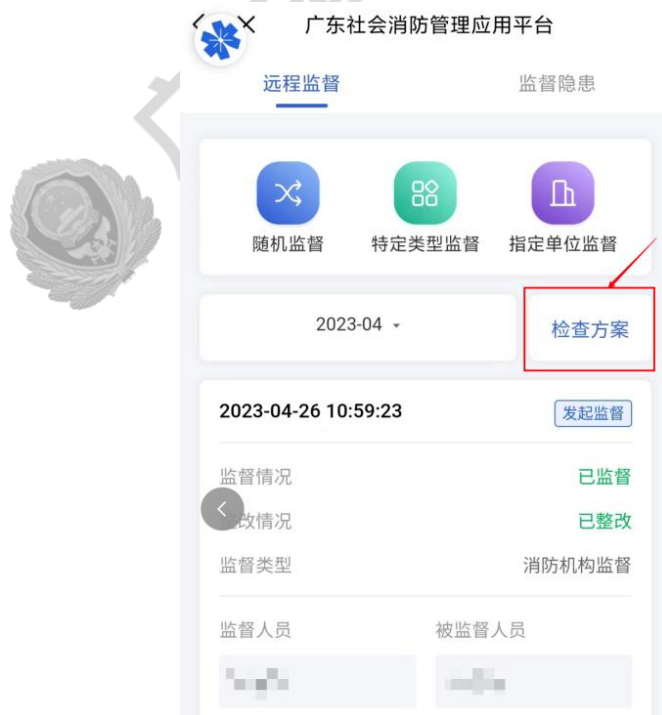 广东社会消防管理应用平台
远程监督 监督隐患
随机监督 特定类型监督 指定单位监督
2023-04 检查方案
2023-04-26 10:59:23 发起监督
监督情况 已监督
改情况 已整改
监督类型 消防机构监督
监督人员 被监督人员